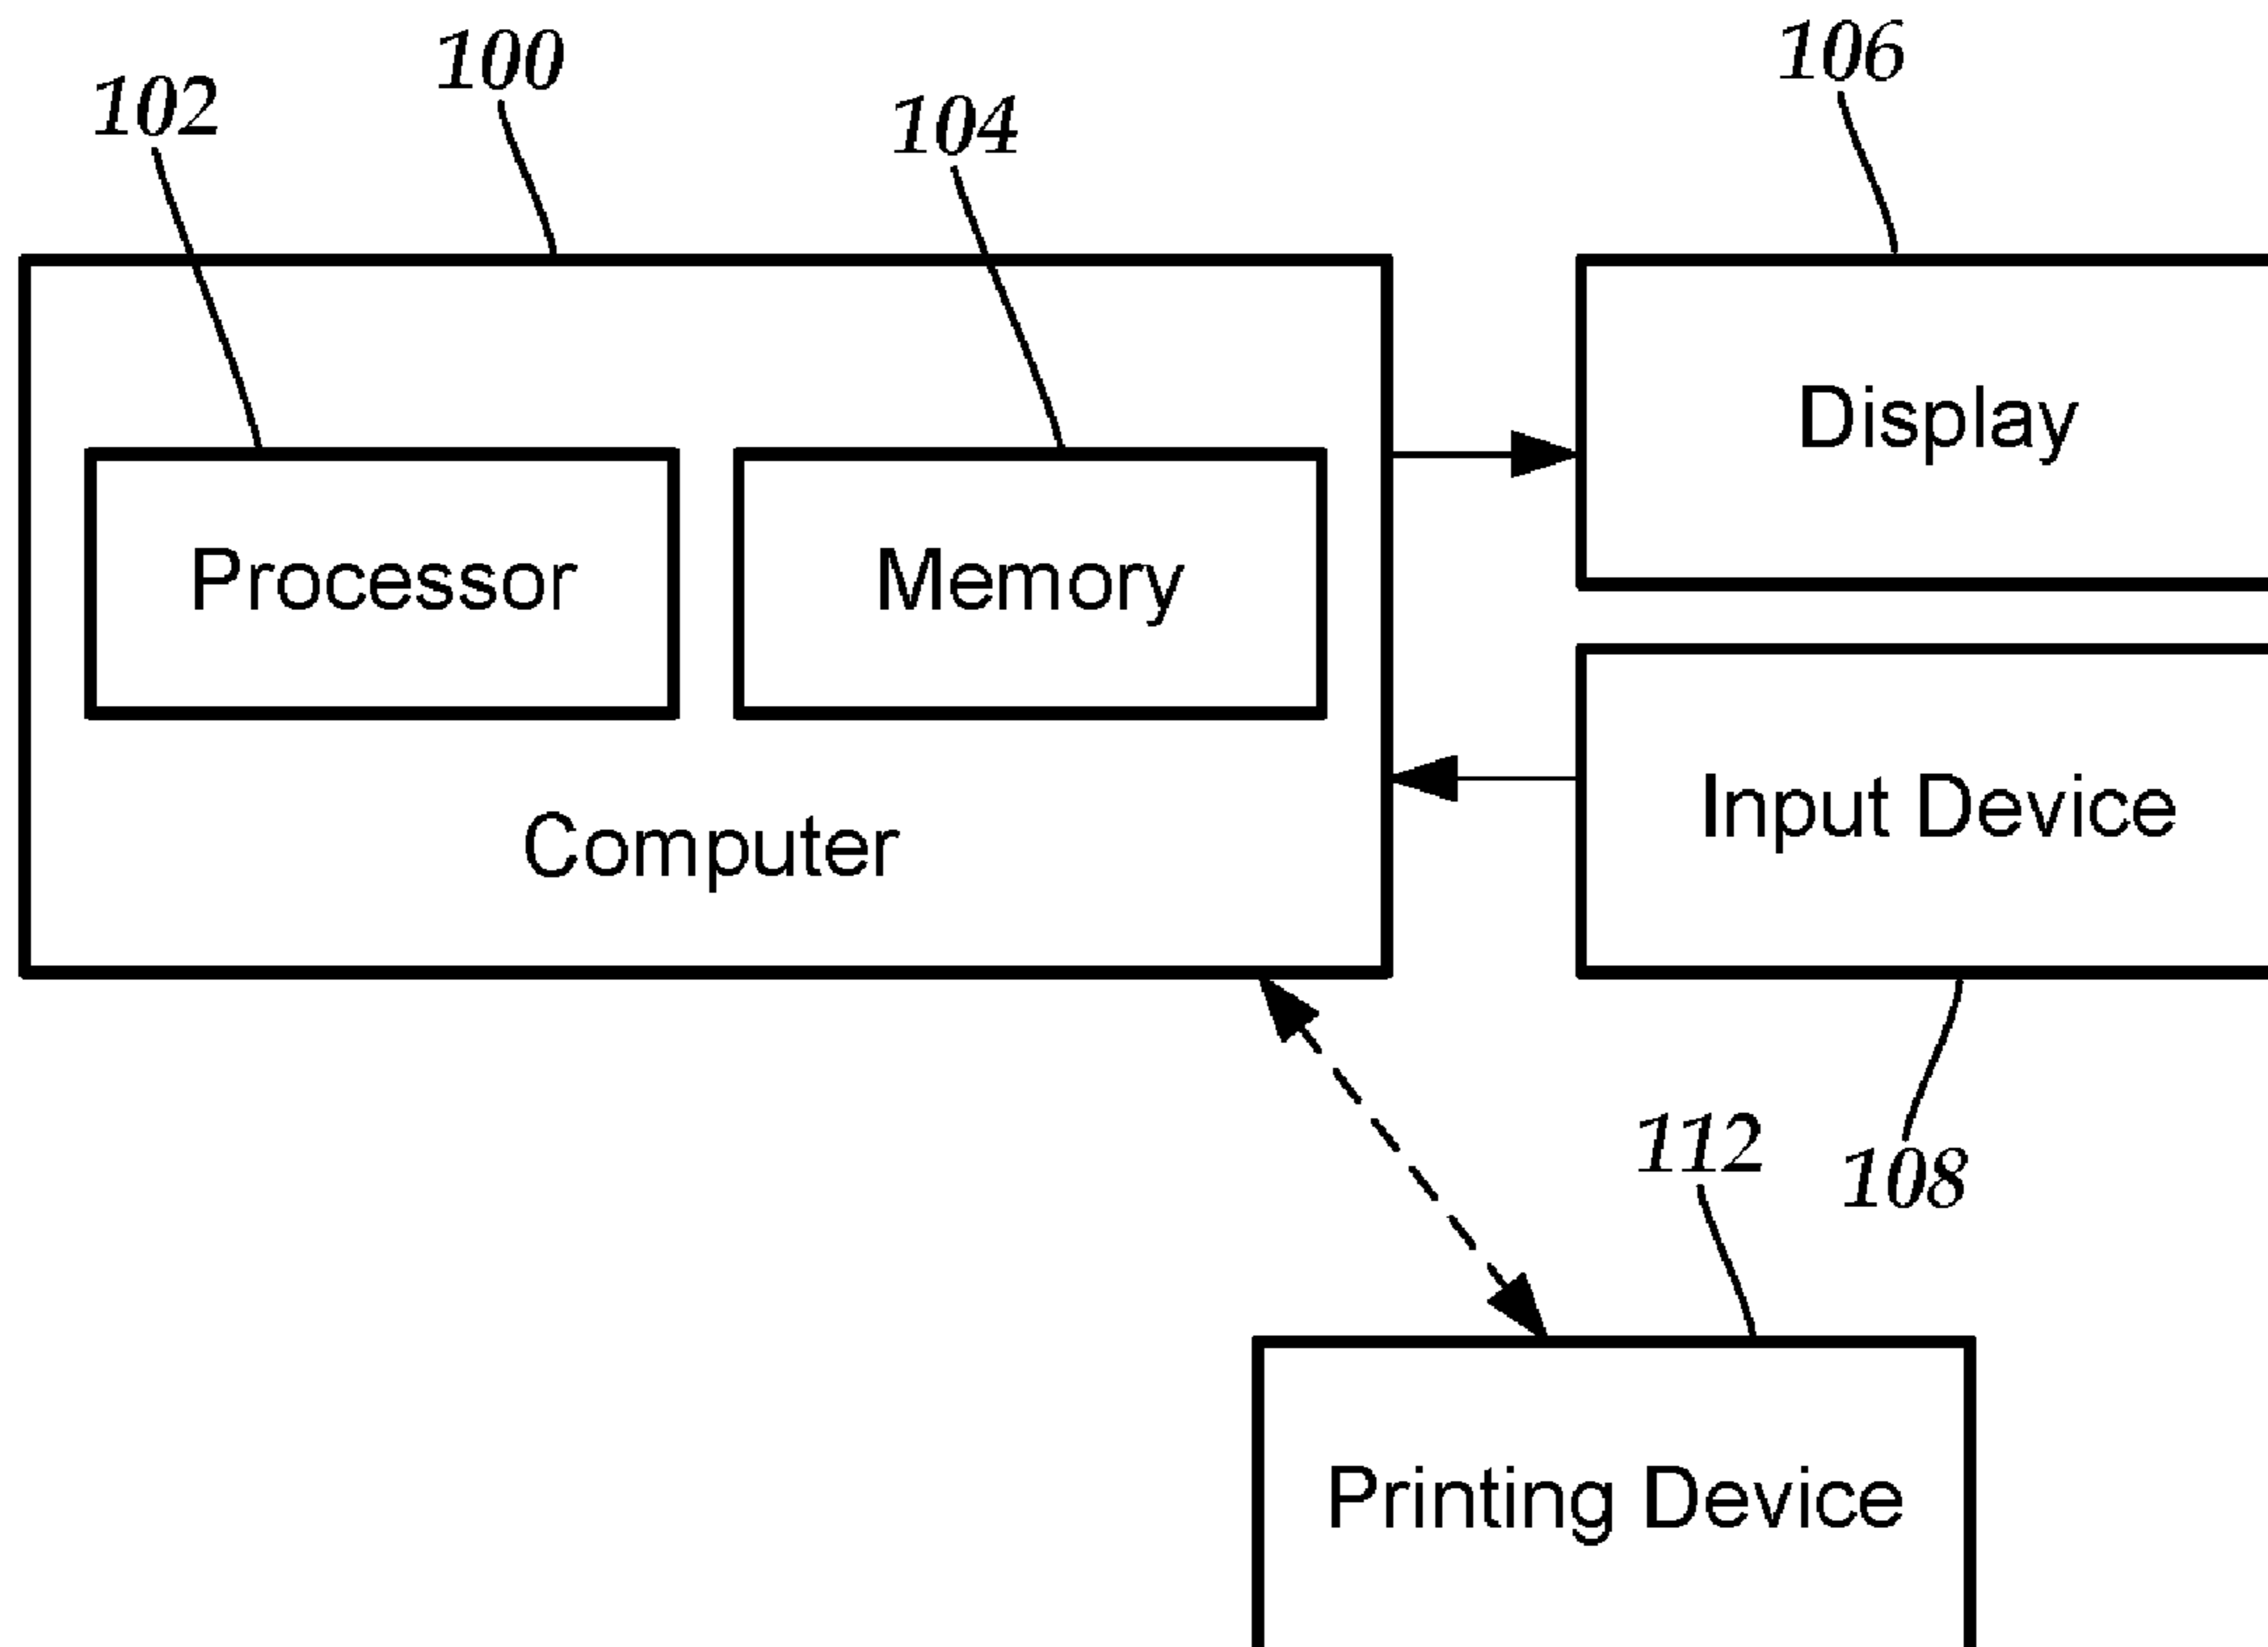 100
106
102
104
Display
Processor
Memory
Input Device
Computer
112
108
Printing Device